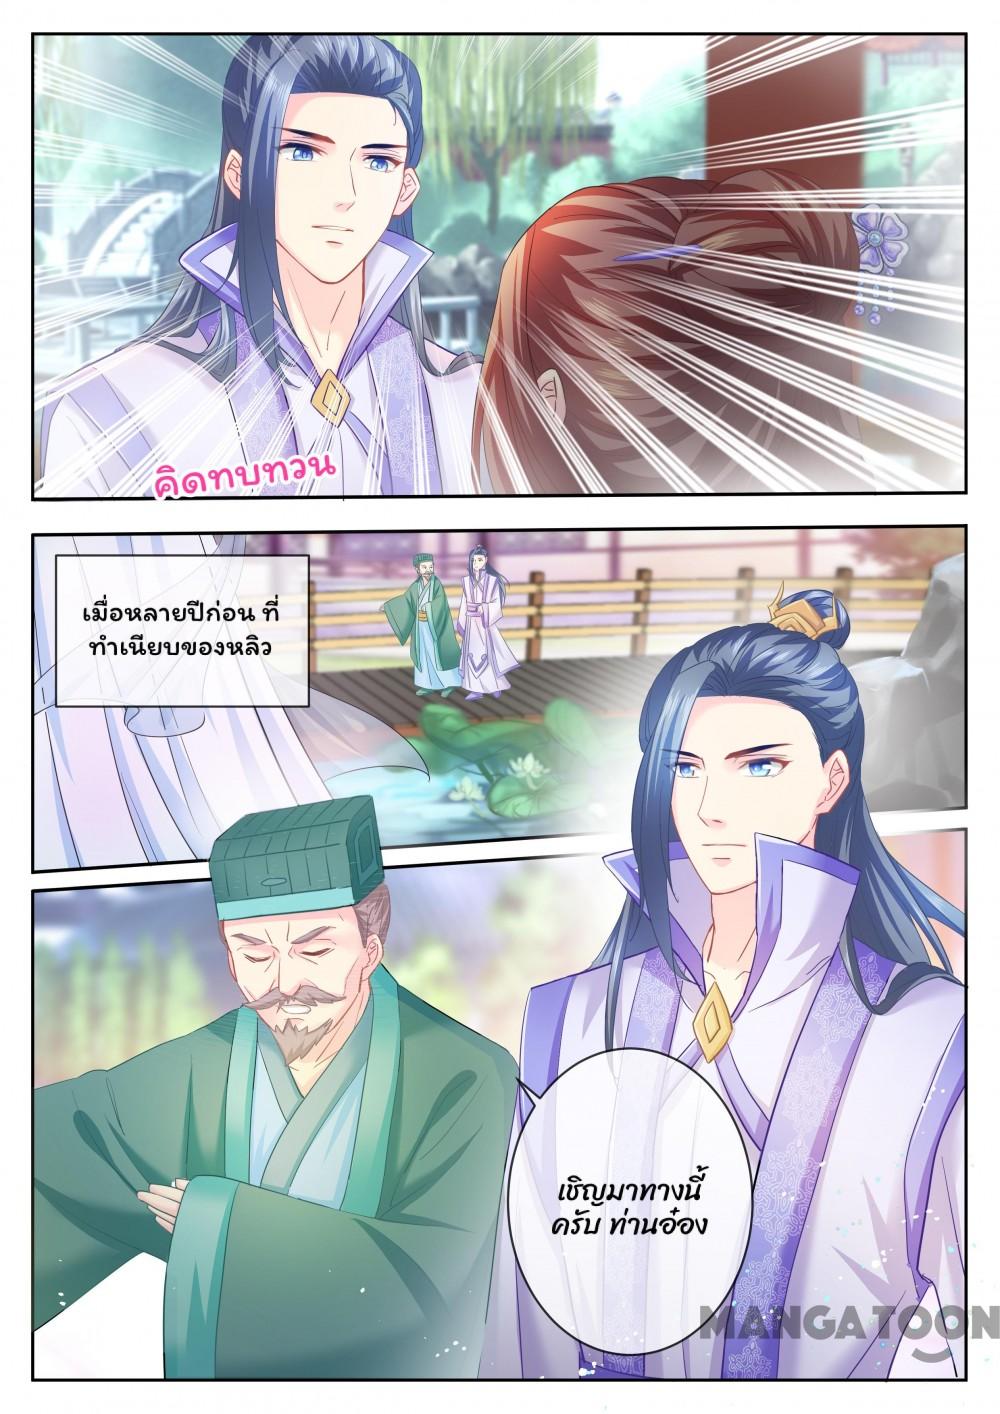 คิดทบทวน
เมื่อหลายปีก่อน ที่
ทำเนียบของหลิว
เชิญมาทางนี้
ครับ ท่านอ๋อง
MANGATOON